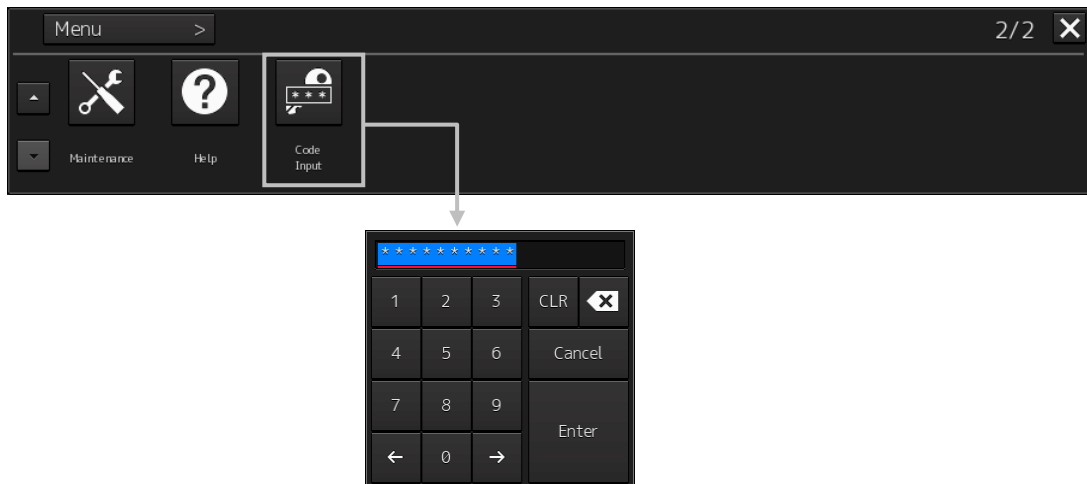 Menu > 2/2
* * *
Maintenance Help Code
Input
* * * * * * * * * *
1 2 3 CLR
4 5 6 Cancel
7 8 9
Enter
← 0 →